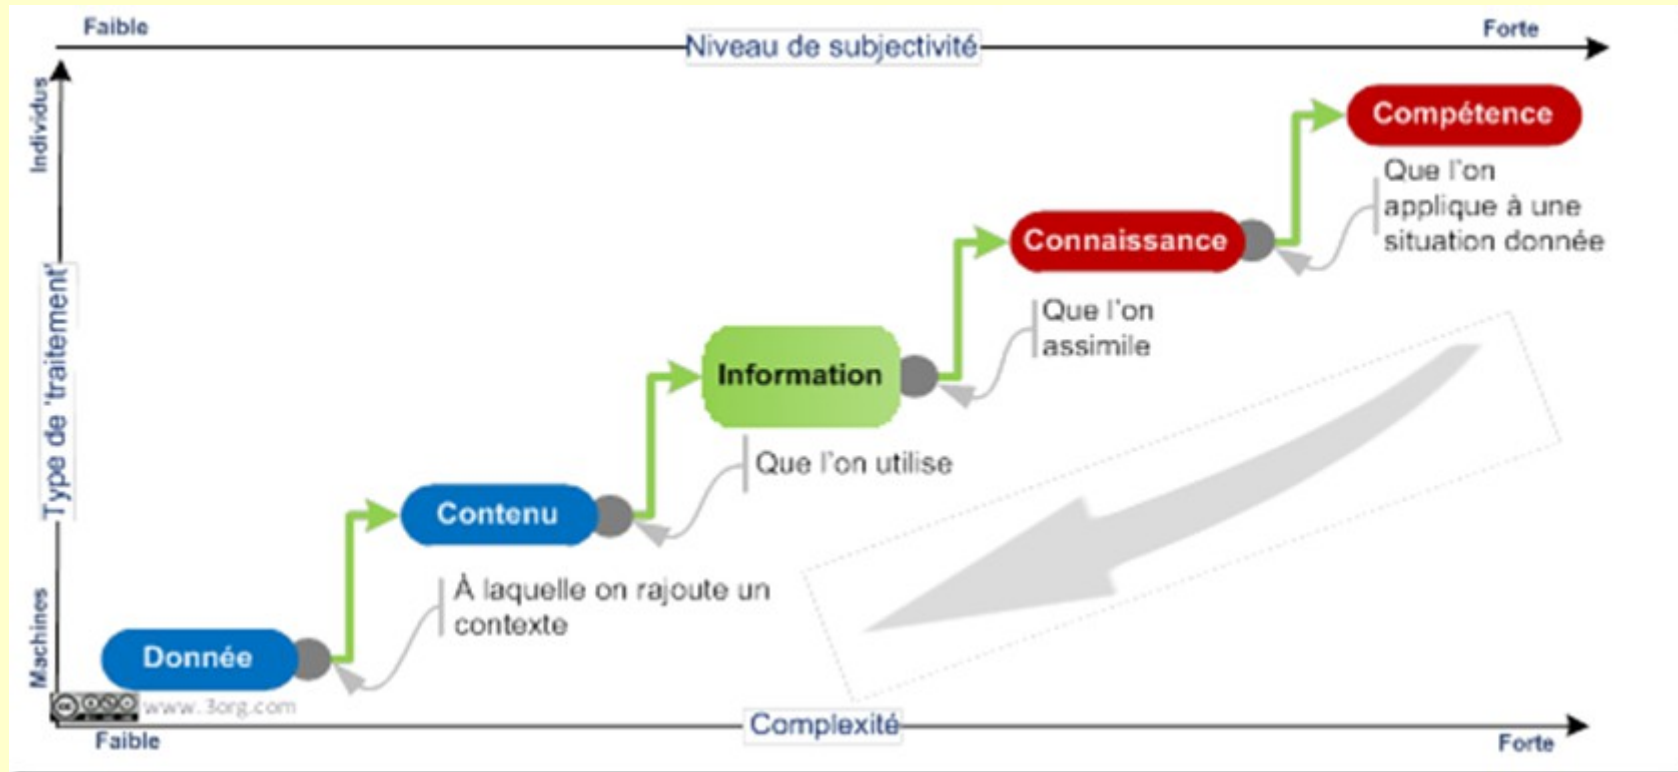 Faible
Niveau de subjectivité
Forte
Individus
Type de 'traitement'
Machines
Compétence
Que l'on
applique à une
situation donnée
Connaissance
Que l'on
assimile
Information
Que l'on utilise
Contenu
À laquelle on rajoute un
contexte
Donnée
cc
www.3org.com
Faible
Complexité
Forte